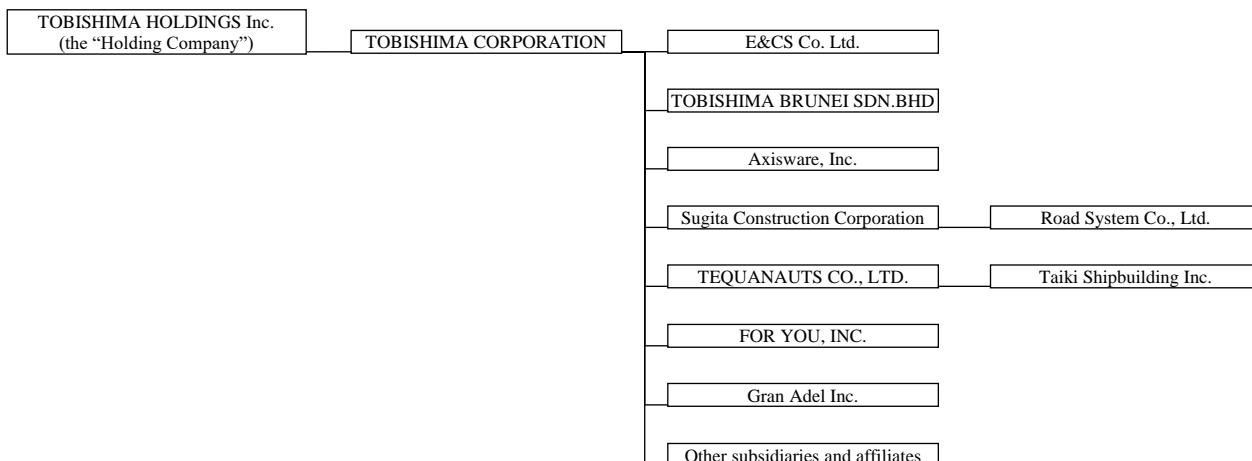 TOBISHIMA HOLDINGS Inc.
(the “Holding Company”)
TOBISHIMA CORPORATION
E&CS Co. Ltd.
TOBISHIMA BRUNEI SDN.BHD
Axisware, Inc.
Sugita Construction Corporation
Road System Co., Ltd.
TEQUANAUTS CO., LTD.
Taiki Shipbuilding Inc.
FOR YOU, INC.
Gran Adel Inc.
Other subsidiaries and affiliates